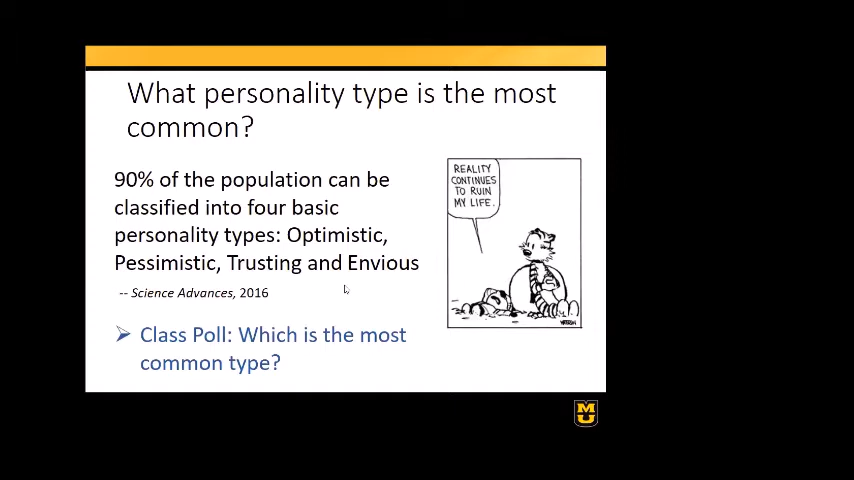 What personality type is the most
common?
90% of the population can be
classified into four basic
personality types: Optimistic,
Pessimistic, Trusting and Envious
-- Science Advances, 2016
➢ Class Poll: Which is the most
common type?
REALITY
CONTINUES
TO RUIN
MY LIFE.
MU